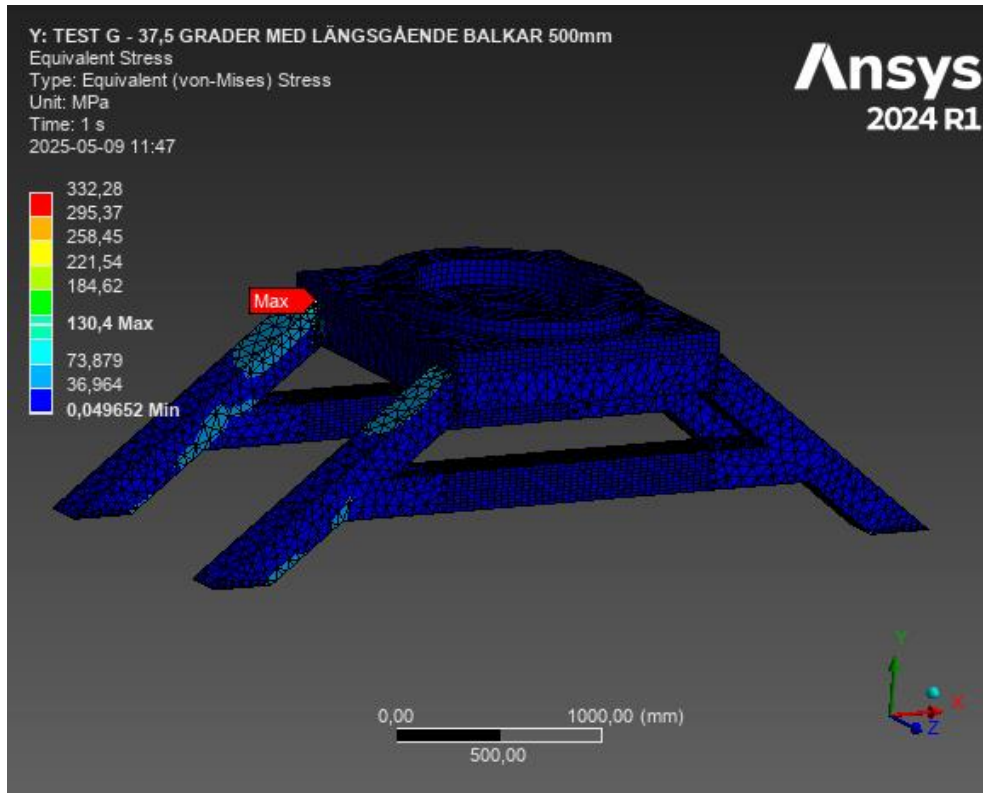 Y: TEST G - 37,5 GRADER MED LÄNGSGÅENDE BALKAR 500mm
Equivalent Stress
Type: Equivalent (von-Mises) Stress
Unit: MPa
Time: 1 s
2025-05-09 11:47
Ansys
2024 R1
332,28
295,37
258,45
221,54
184,62
130,4 Max
73,879
36,964
0,049652 Min
Max
Y
X
Z
0,00 1000,00 (mm)
500,00